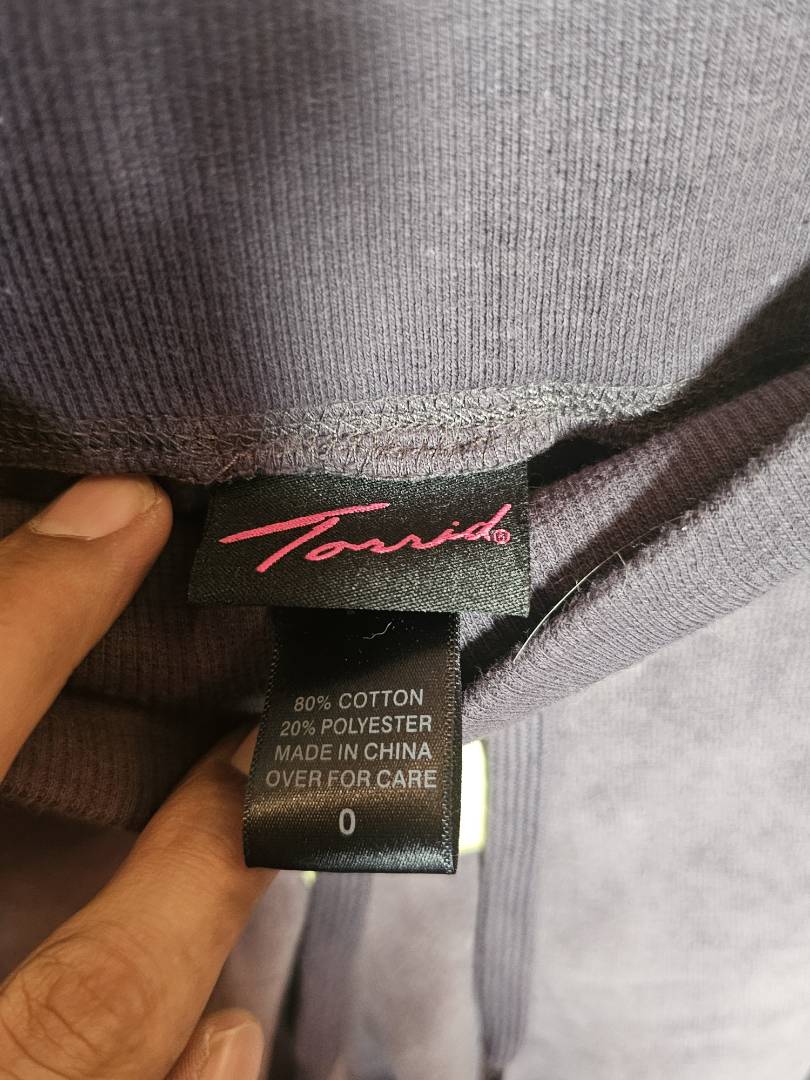 Torrid®
80% COTTON
20% POLYESTER
MADE IN CHINA
OVER FOR CARE
0